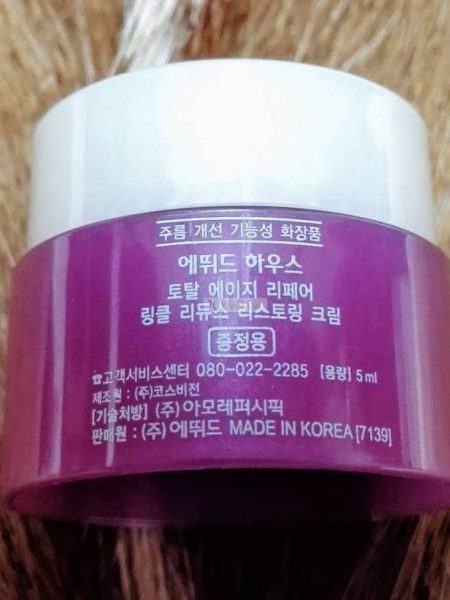 주름 개선 기능성 화장품
에뛰드 하우스
토탈 에이지 리페어
링클 리듀스 리스토링 크림
증정용
☎고객서비스센터 080-022-2285 [용량] 5 ml
제조원 : (주)코스비전
[기술처방] (주) 아모레퍼시픽
판매원 : (주) 에뛰드 MADE IN KOREA [7139]